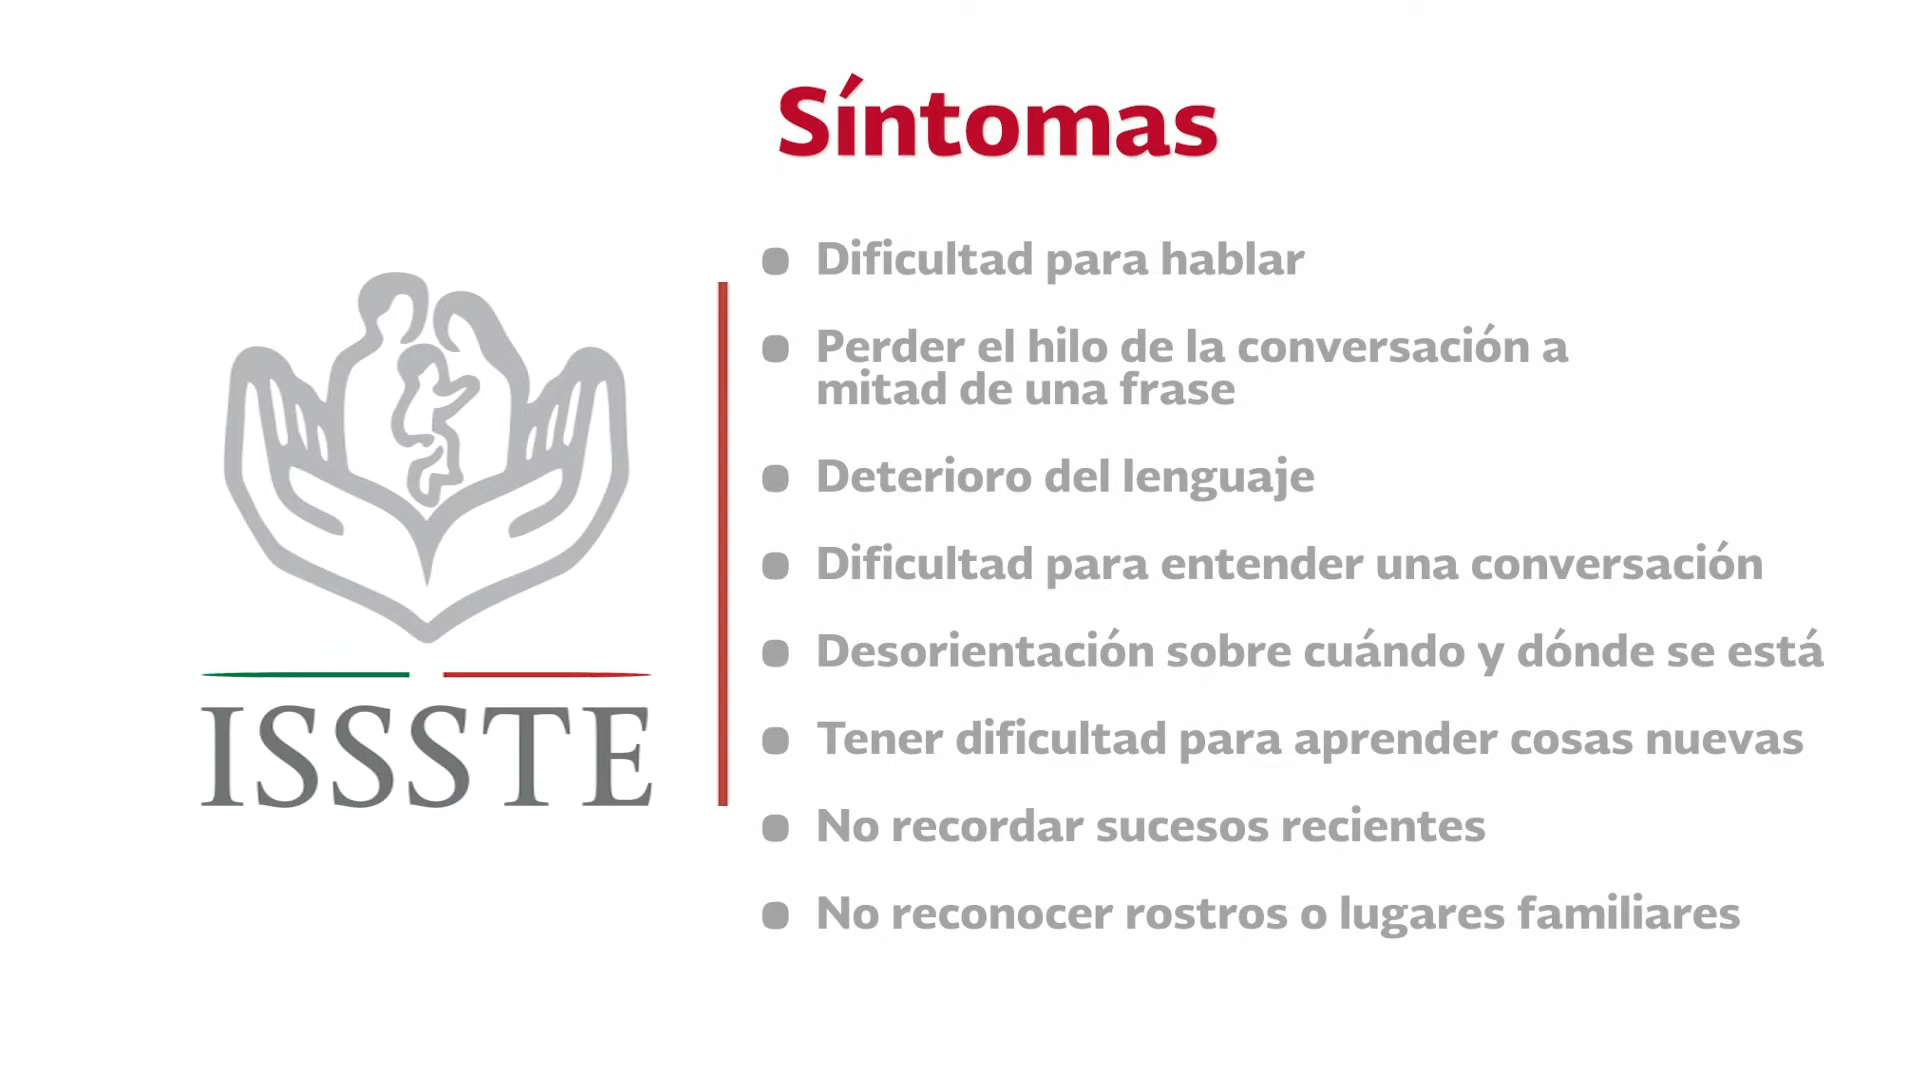 Síntomas
Dificultad para hablar
Perder el hilo de la conversación a
mitad de una frase
Deterioro del lenguaje
Dificultad para entender una conversación
Desorientación sobre cuándo y dónde se está
Tener dificultad para aprender cosas nuevas
No recordar sucesos recientes
No reconocer rostros o lugares familiares
ISSSTE